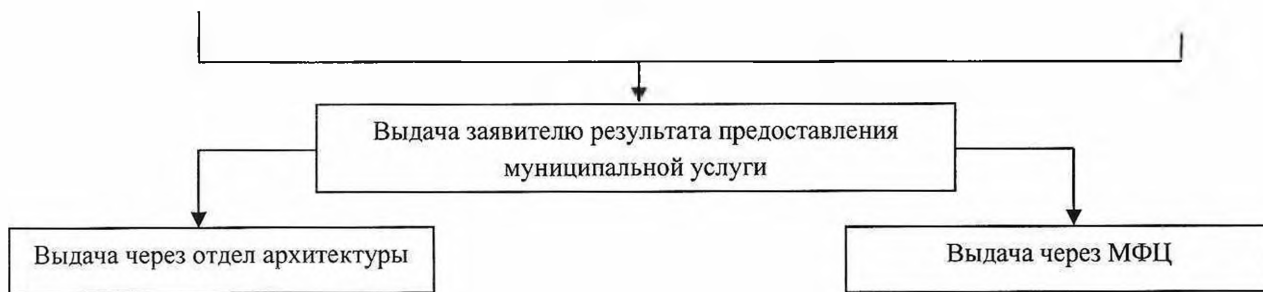 Выдача заявителю результата предоставления
муниципальной услуги
Выдача через отдел архитектуры
Выдача через МФЦ